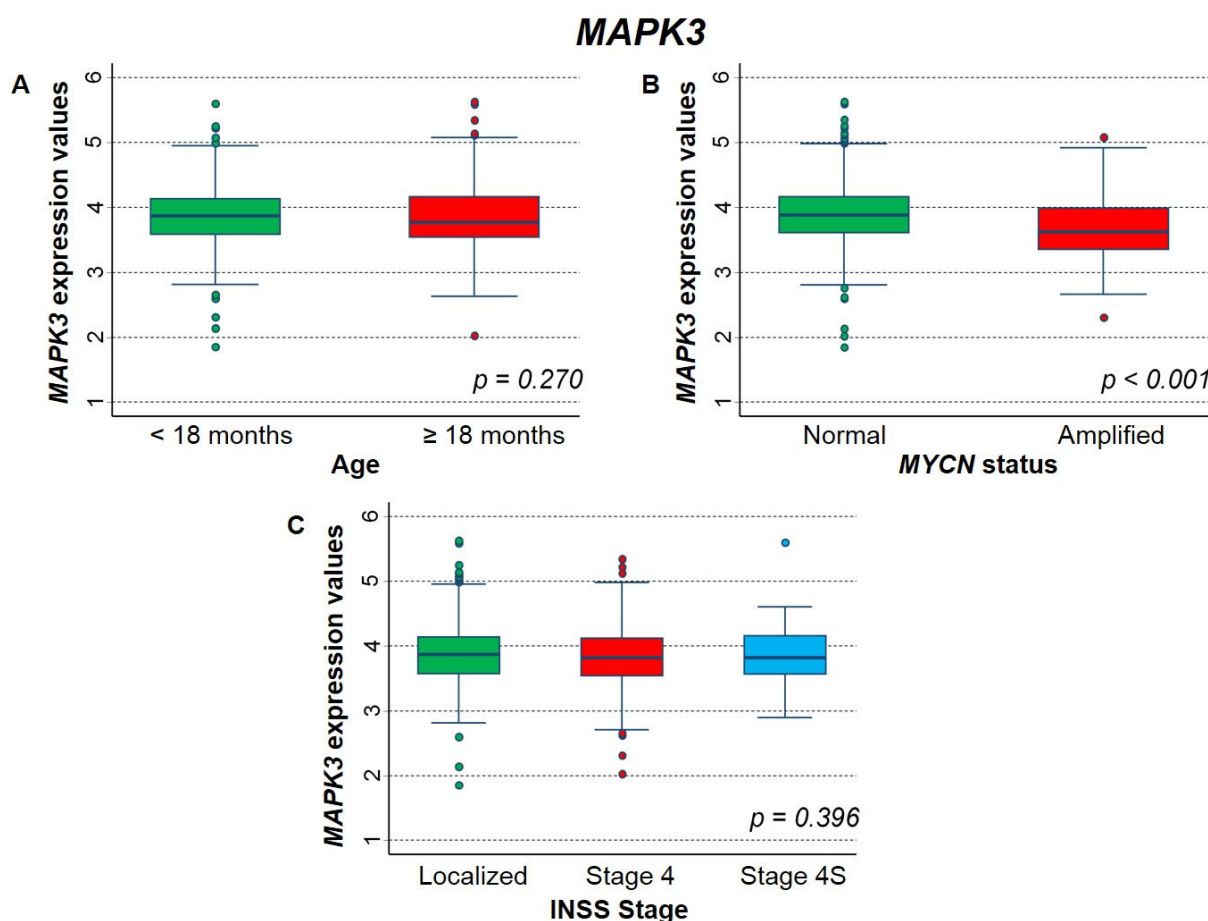 MAPK3
A
MAPK3 expression values
6
5
4
3
2
1
p = 0.270
< 18 months
≥ 18 months
Age
B
MAPK3 expression values
6
5
4
3
2
1
p < 0.001
Normal
Amplified
MYCN status
C
MAPK3 expression values
6
5
4
3
2
1
p = 0.396
Localized
Stage 4
Stage 4S
INSS Stage